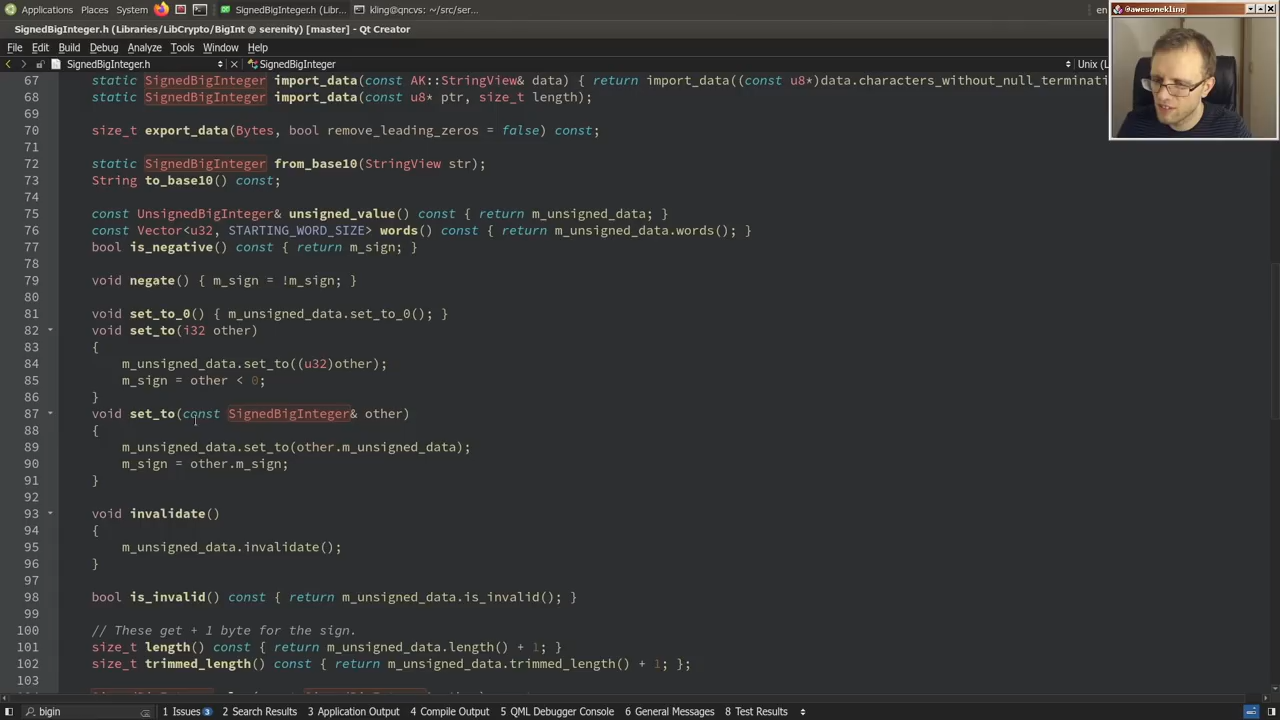 Applications Places System SignedBigInteger.h (Libr... kling@qncvs: ~/src/ser... en
@awesomekling
SignedBigInteger.h (Libraries/LibCrypto/BigInt @ serenity) [master] - Qt Creator
File Edit Build Debug Analyze Tools Window Help
SignedBigInteger.h SignedBigInteger Unix (L
67 static SignedBigInteger import_data(const AK::StringView& data) { return import_data((const u8*)data.characters_without_null_terminati
68 static SignedBigInteger import_data(const u8* ptr, size_t length);
69
70 size_t export_data(Bytes, bool remove_leading_zeros = false) const;
71
72 static SignedBigInteger from_base10(StringView str);
73 String to_base10() const;
74
75 const UnsignedBigInteger& unsigned_value() const { return m_unsigned_data; }
76 const Vector<u32, STARTING_WORD_SIZE> words() const { return m_unsigned_data.words(); }
77 bool is_negative() const { return m_sign; }
78
79 void negate() { m_sign = !m_sign; }
80
81 void set_to_0() { m_unsigned_data.set_to_0(); }
82 void set_to(i32 other)
83 {
84 m_unsigned_data.set_to((u32)other);
85 m_sign = other < 0;
86 }
87 void set_to(const SignedBigInteger& other)
88 {
89 m_unsigned_data.set_to(other.m_unsigned_data);
90 m_sign = other.m_sign;
91 }
92
93 void invalidate()
94 {
95 m_unsigned_data.invalidate();
96 }
97
98 bool is_invalid() const { return m_unsigned_data.is_invalid(); }
99
100 // These get + 1 byte for the sign.
101 size_t length() const { return m_unsigned_data.length() + 1; }
102 size_t trimmed_length() const { return m_unsigned_data.trimmed_length() + 1; };
103
bigin 1 Issues 3 2 Search Results 3 Application Output 4 Compile Output 5 QML Debugger Console 6 General Messages 8 Test Results